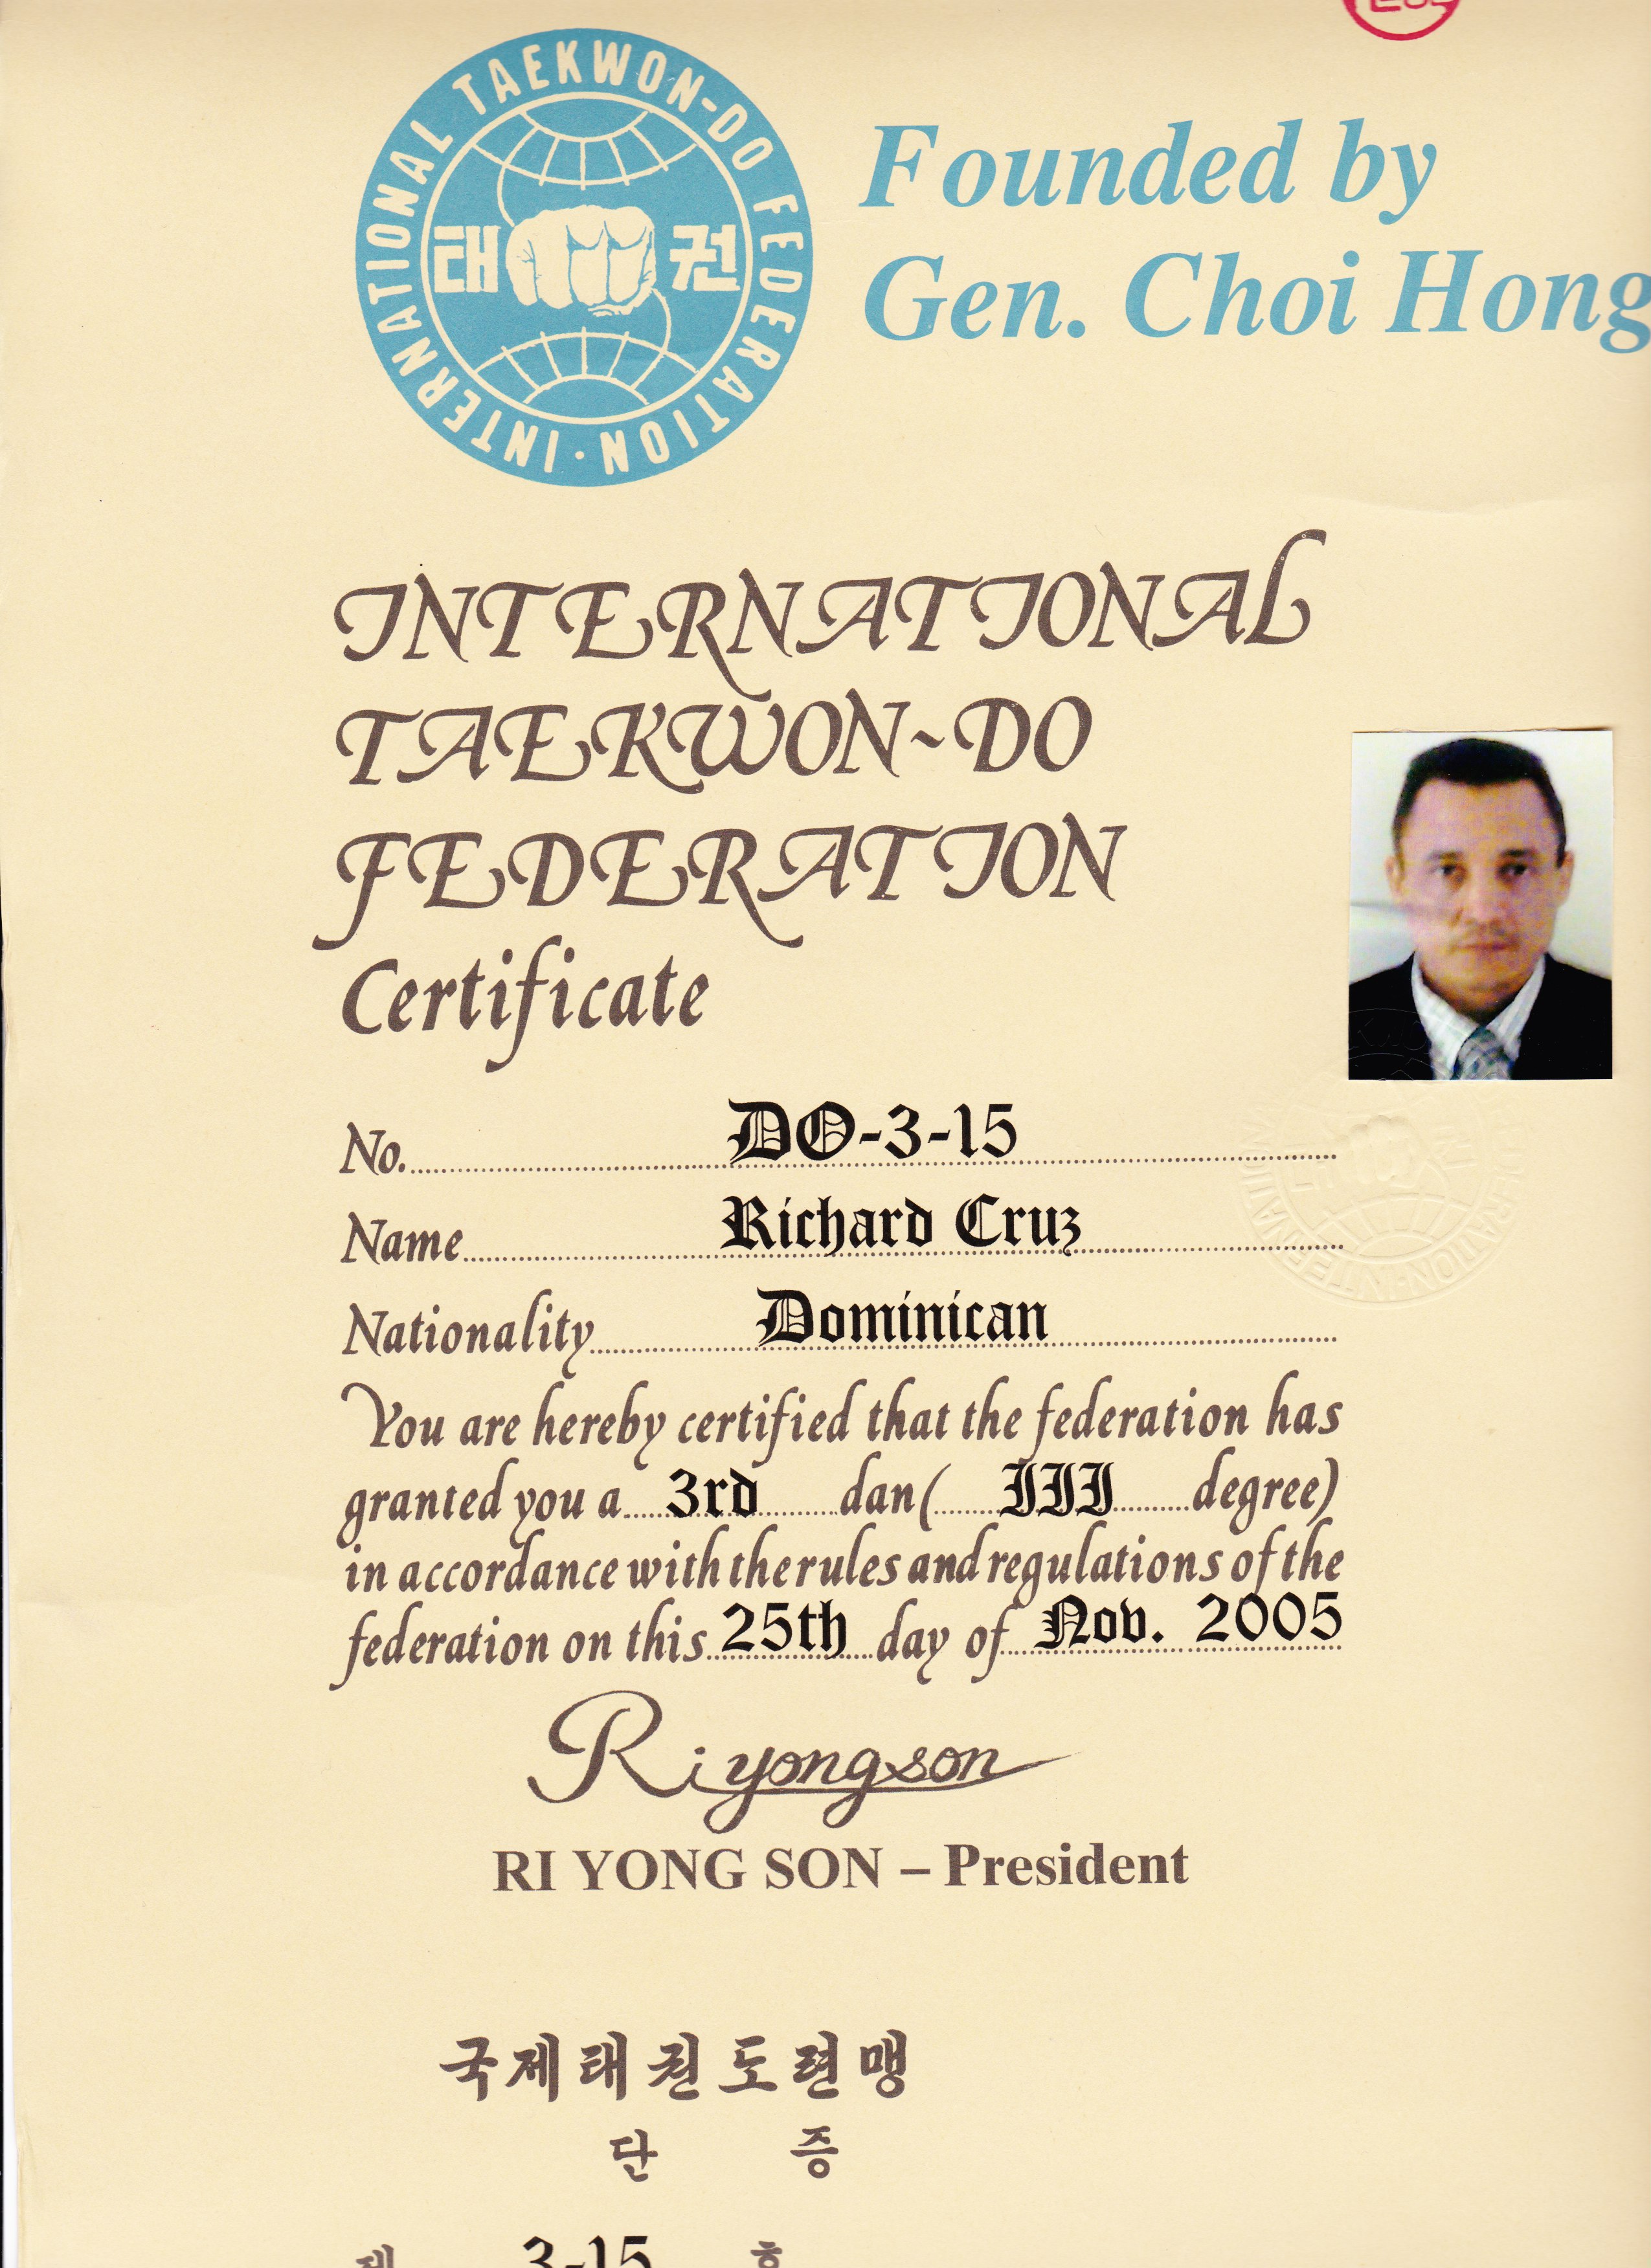 INTERNATIONAL TAEKWON-DO FEDERATION ·
태 권
Founded by
Gen. Choi Hong
INTERNATIONAL
TAEKWON~DO
FEDERATION
Certificate
No. DO-3-15
Name Richard Cruz
Nationality Dominican
You are hereby certified that the federation has
granted you a 3rd dan ( III degree)
in accordance with the rules and regulations of the
federation on this 25th day of Nov. 2005
Ri yong son
RI YONG SON – President
국제태권도련맹
단 증
제 3-15 호